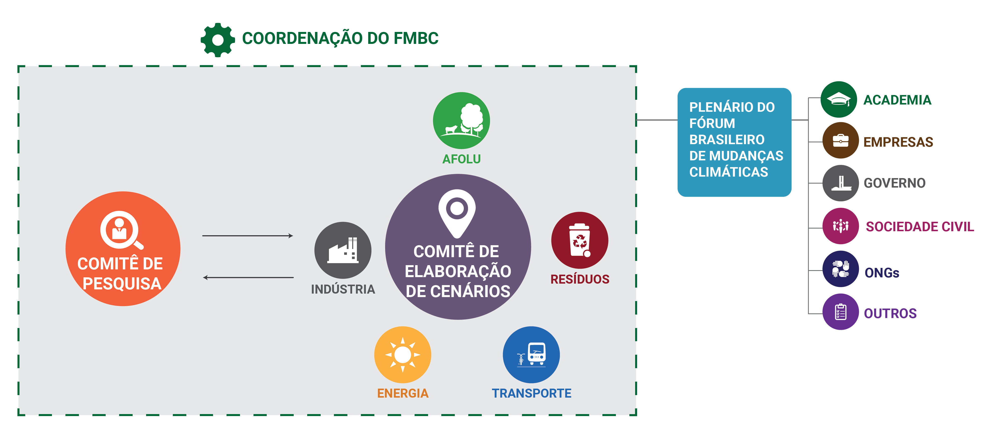 COORDENAÇÃO DO FMBC
AFOLU
COMITÊ DE
PESQUISA
INDÚSTRIA
COMITÊ DE
ELABORAÇÃO
DE CENÁRIOS
RESÍDUOS
ENERGIA
TRANSPORTE
PLENÁRIO DO
FÓRUM
BRASILEIRO
DE MUDANÇAS
CLIMÁTICAS
ACADEMIA
EMPRESAS
GOVERNO
SOCIEDADE CIVIL
ONGs
OUTROS